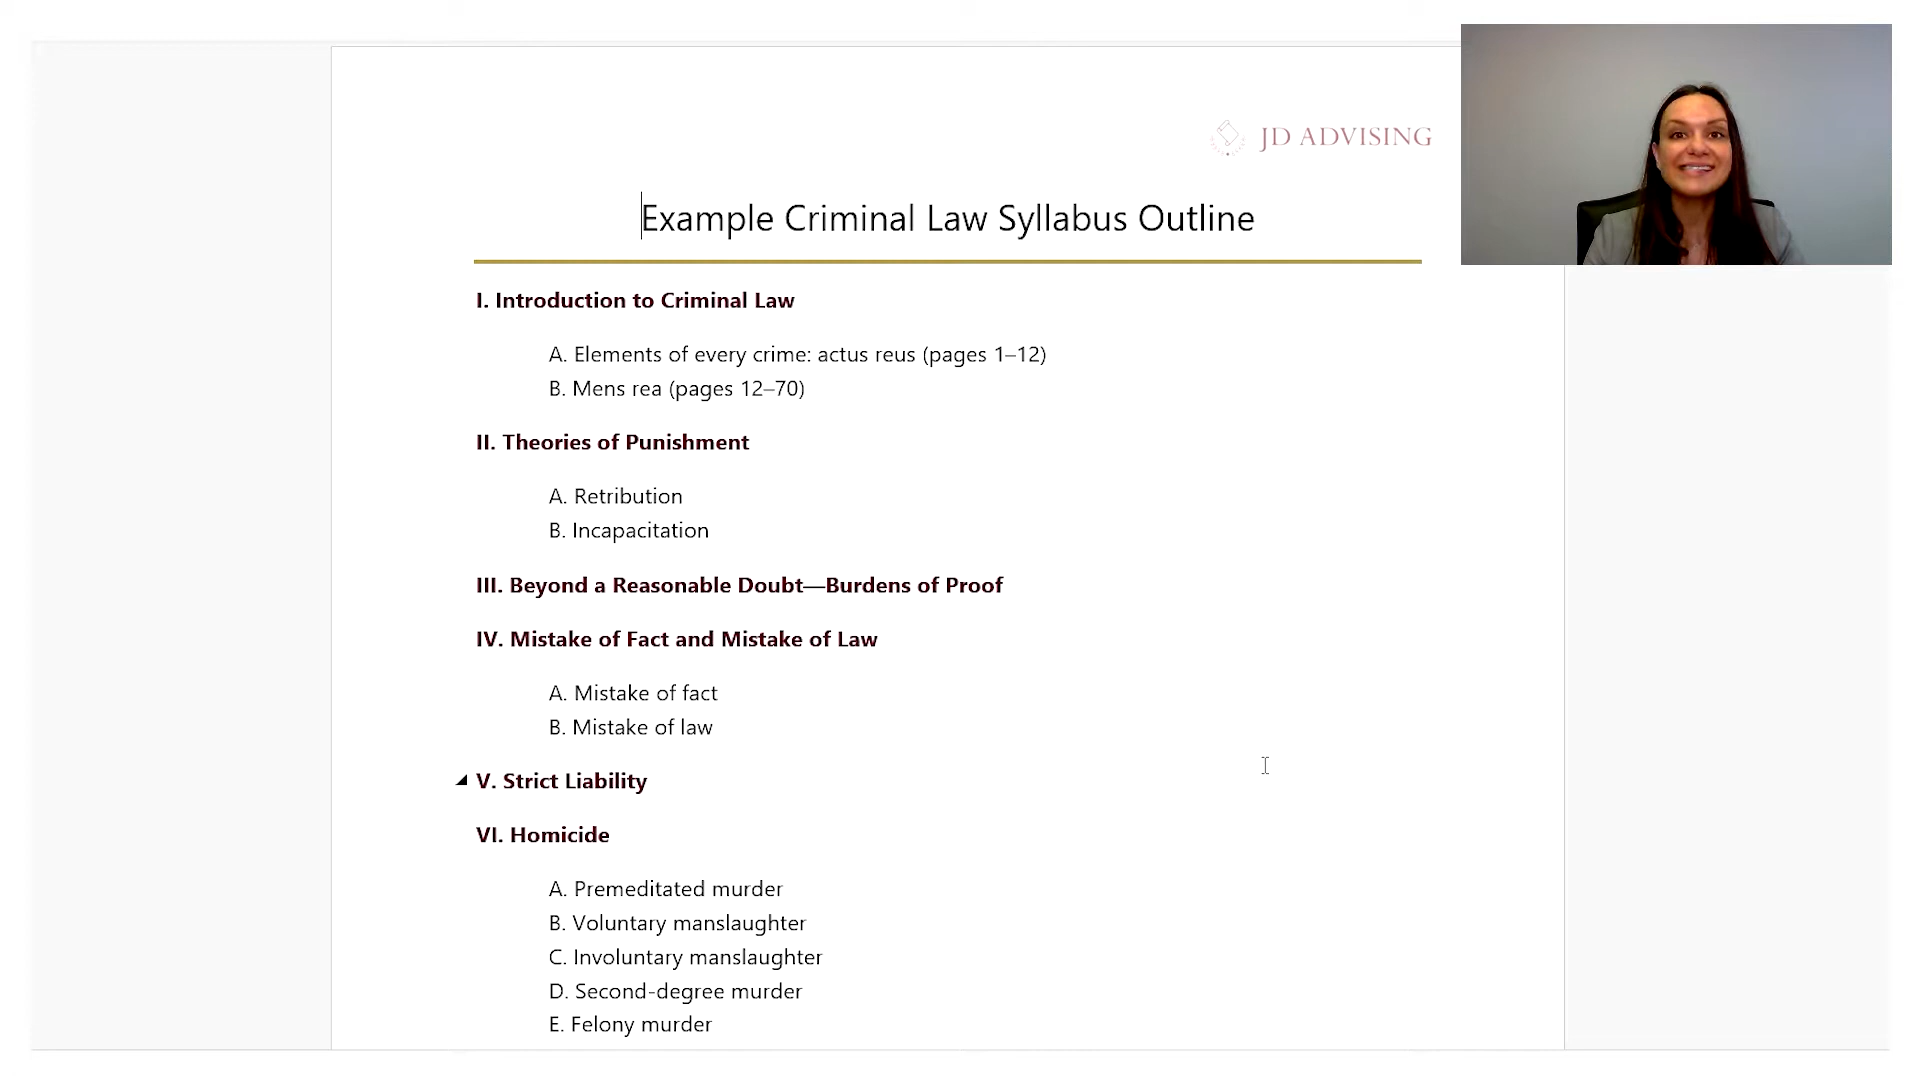 JD ADVISING
Example Criminal Law Syllabus Outline
I. Introduction to Criminal Law
A. Elements of every crime: actus reus (pages 1–12)
B. Mens rea (pages 12–70)
II. Theories of Punishment
A. Retribution
B. Incapacitation
III. Beyond a Reasonable Doubt—Burdens of Proof
IV. Mistake of Fact and Mistake of Law
A. Mistake of fact
B. Mistake of law
V. Strict Liability
VI. Homicide
A. Premeditated murder
B. Voluntary manslaughter
C. Involuntary manslaughter
D. Second-degree murder
E. Felony murder